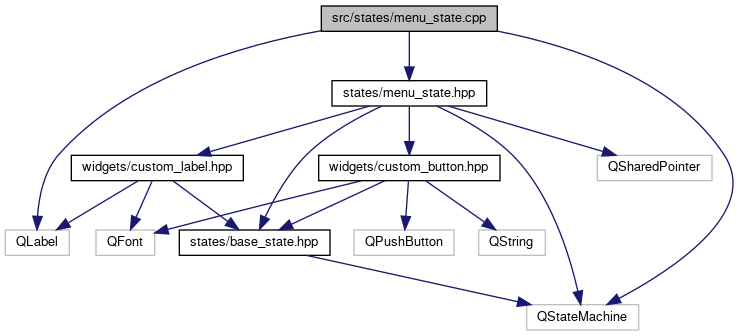 src/states/menu_state.cpp
states/menu_state.hpp
widgets/custom_label.hpp
widgets/custom_button.hpp
QSharedPointer
QLabel
QFont
states/base_state.hpp
QPushButton
QString
QStateMachine